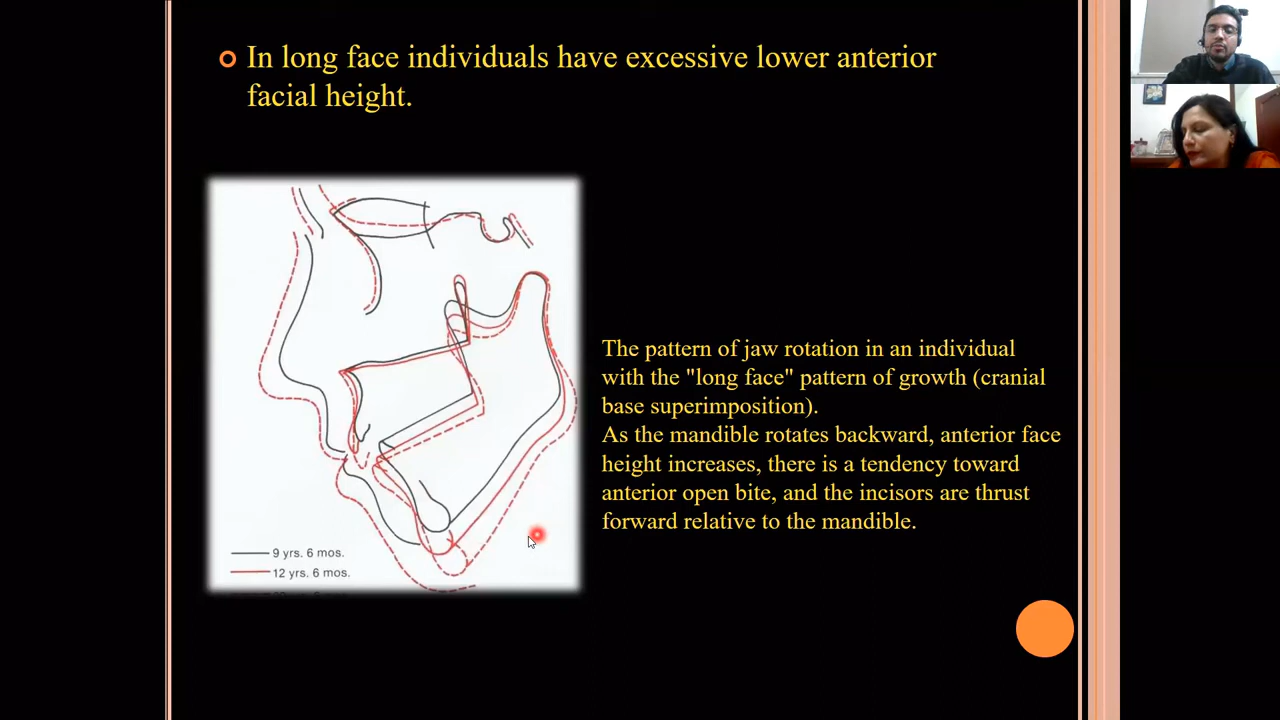 In long face individuals have excessive lower anterior
facial height.
The pattern of jaw rotation in an individual
with the "long face" pattern of growth (cranial
base superimposition).
As the mandible rotates backward, anterior face
height increases, there is a tendency toward
anterior open bite, and the incisors are thrust
forward relative to the mandible.
9 yrs. 6 mos.
12 yrs. 6 mos.